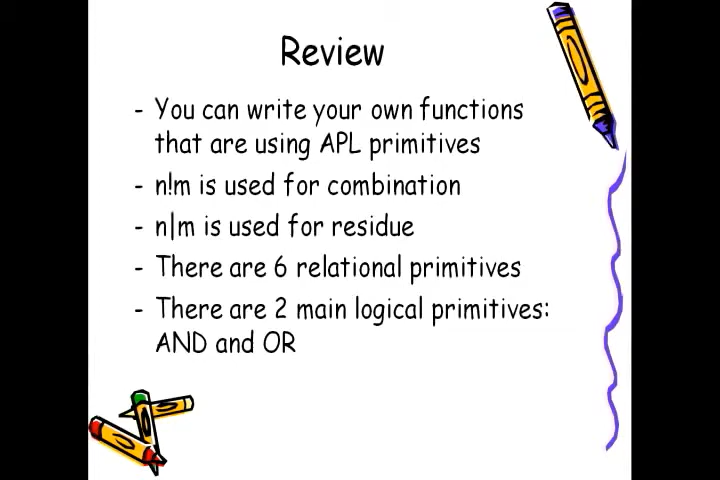 Review
- You can write your own functions
that are using APL primitives
- n!m is used for combination
- n|m is used for residue
- There are 6 relational primitives
- There are 2 main logical primitives:
AND and OR